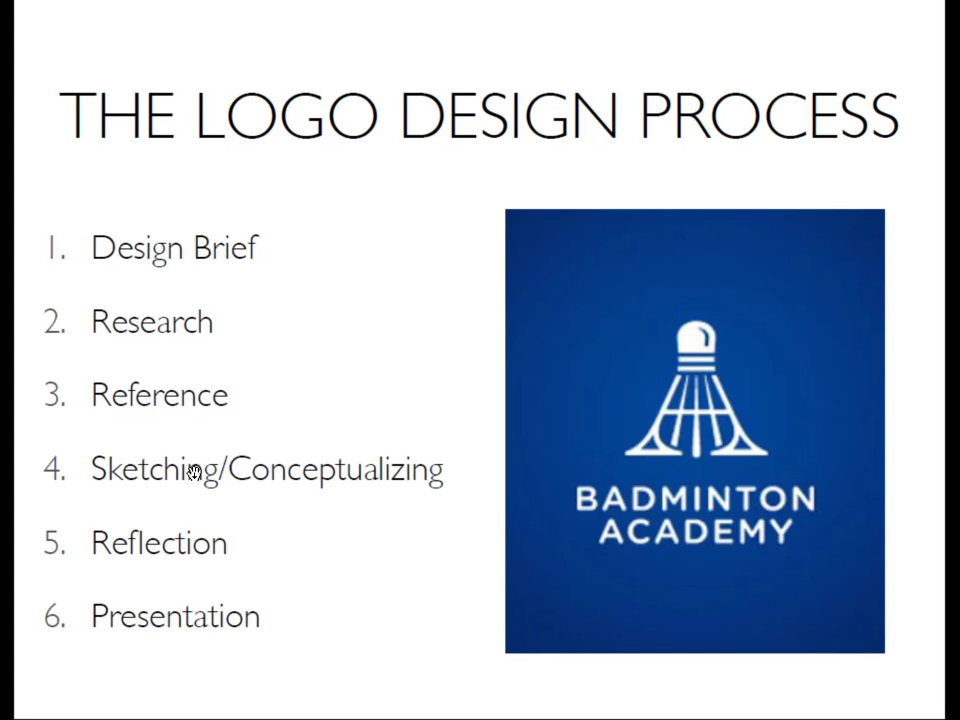 THE LOGO DESIGN PROCESS
1. Design Brief
2. Research
3. Reference
4. Sketching/Conceptualizing
5. Reflection
6. Presentation
BADMINTON
ACADEMY